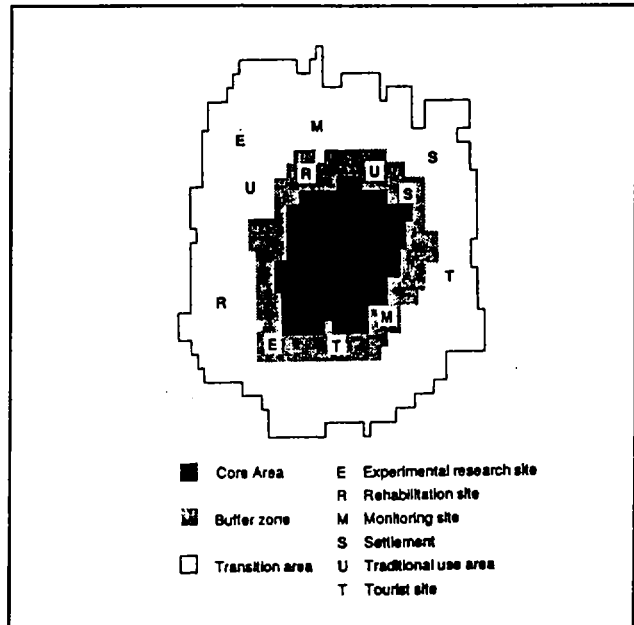 M
E
S
R
U
U
S
T
R
M
E
T
Core Area
Buffer zone
Transition area
E Experimental research site
R Rehabilitation site
M Monitoring site
S Settlement
U Traditional use area
T Tourist site